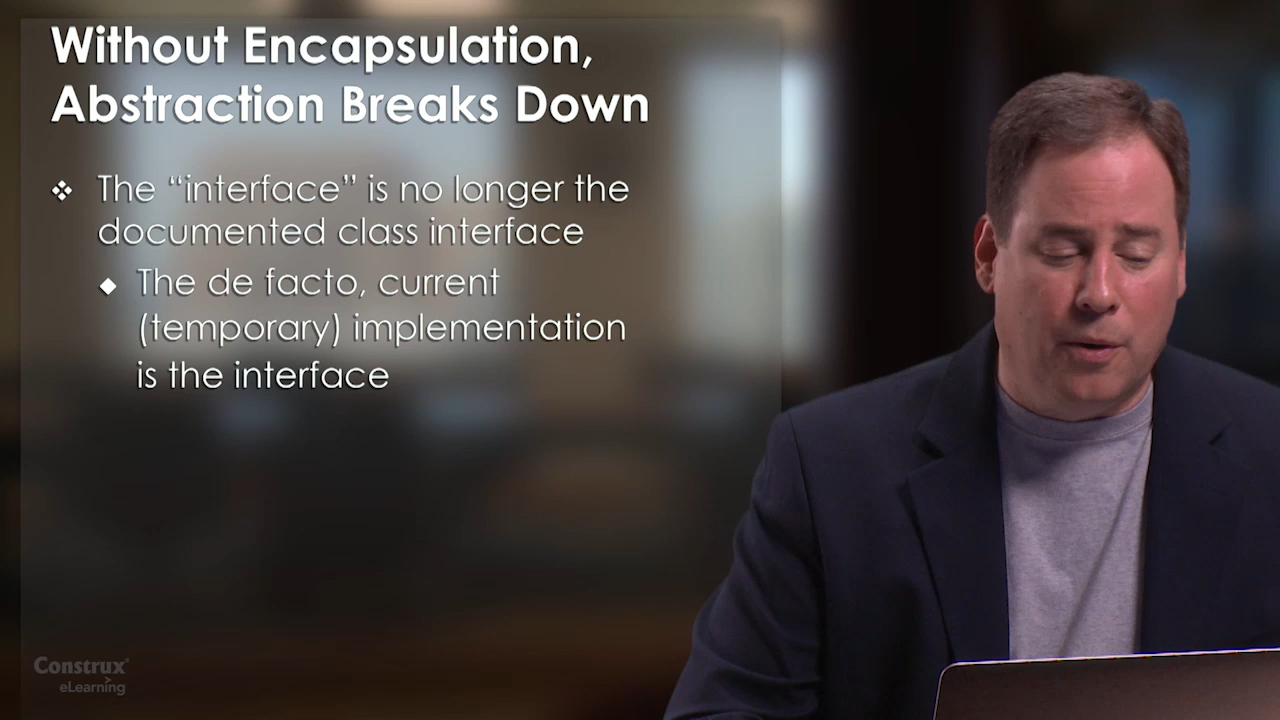 Without Encapsulation,
Abstraction Breaks Down
The “interface” is no longer the
documented class interface
The de facto, current
(temporary) implementation
is the interface
Construx®
eLearning